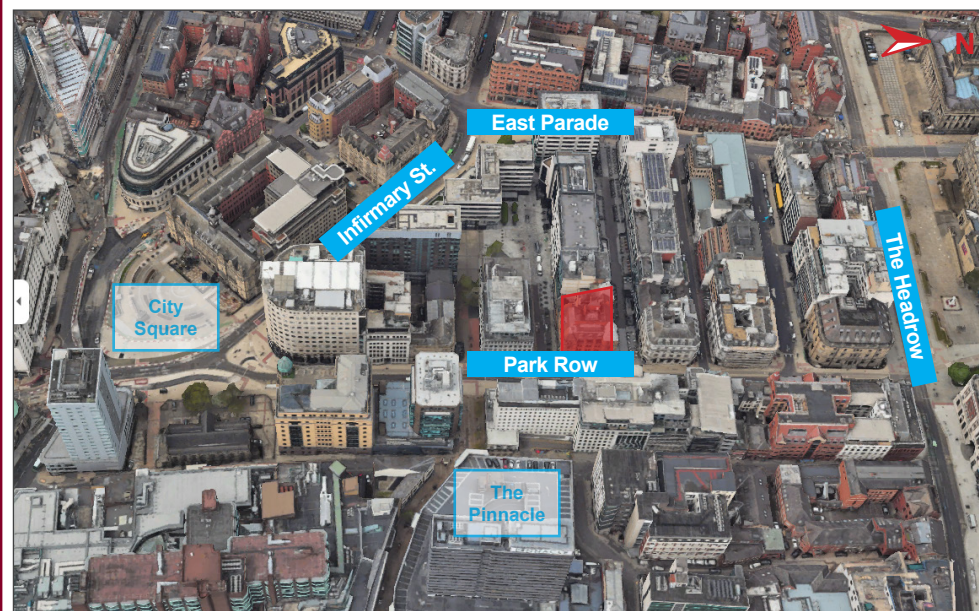 N
East Parade
Infirmary St.
The Headrow
City
Square
Park Row
The
Pinnacle